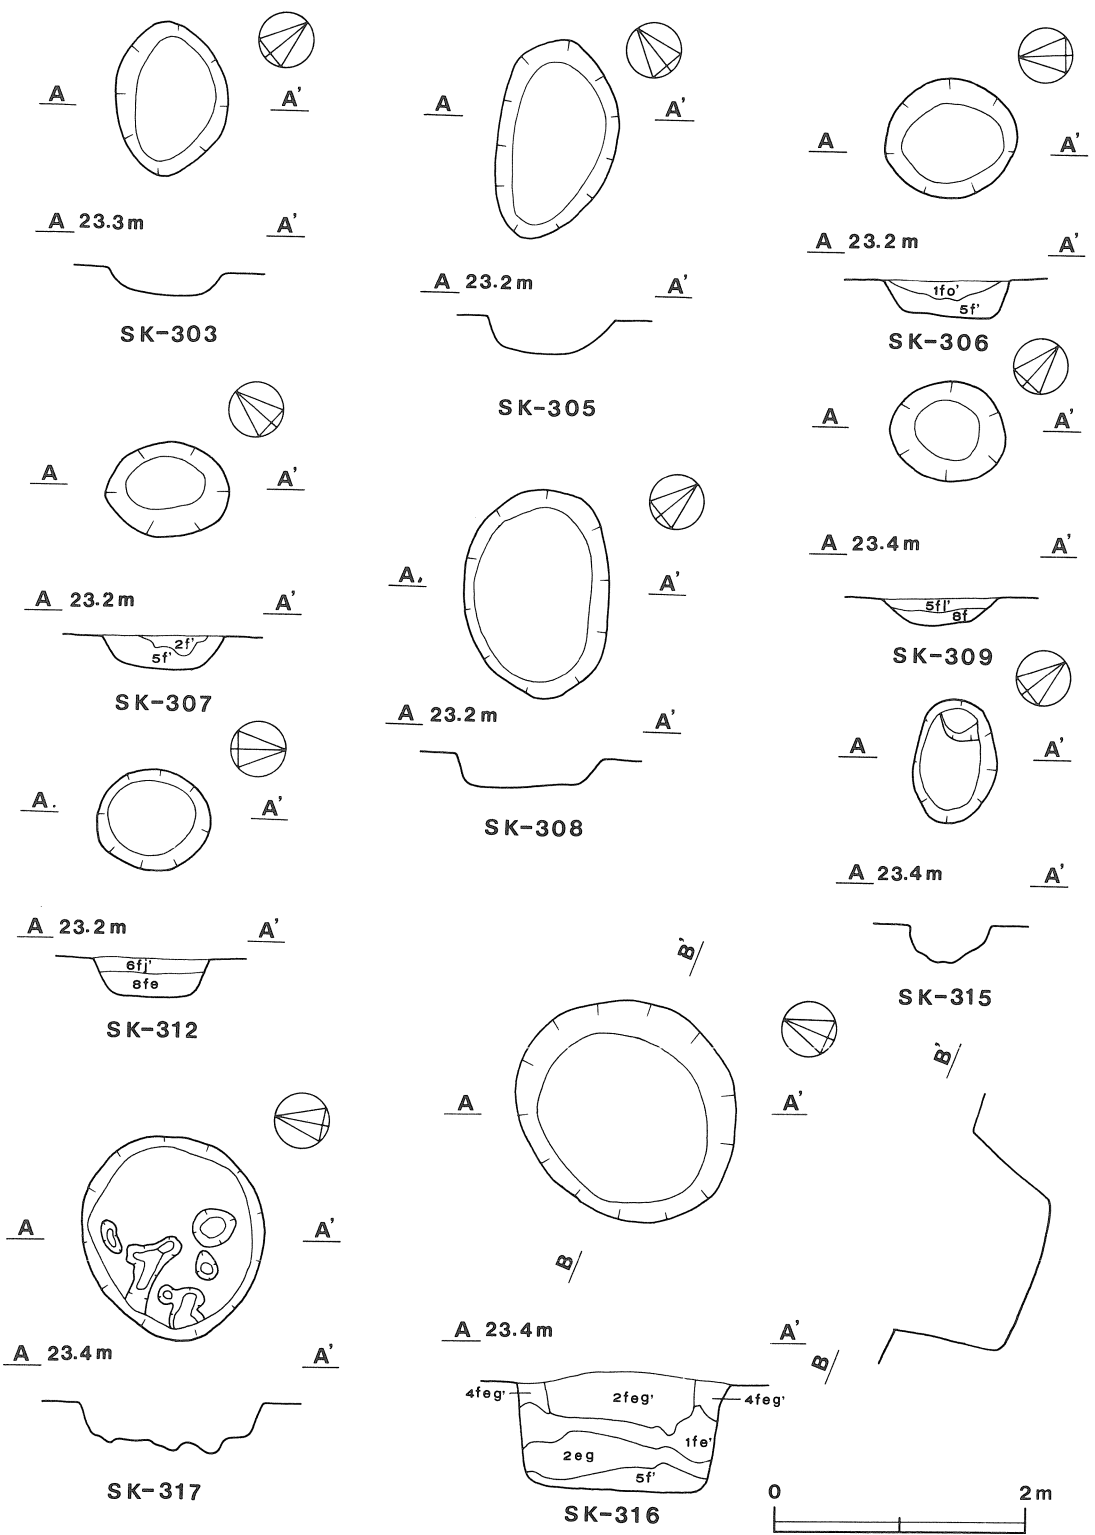 A A'
A 23.3m A'
SK-303
A A'
A 23.2m A'
SK-305
A A'
A 23.2m A'
1fo'
5f'
SK-306
A A'
A 23.2m A'
2f'
5f'
SK-307
A. A'
A 23.2m A'
SK-308
A A'
A 23.4m A'
5fl'
8f
SK-309
A. A'
A 23.2m A'
6fj'
8fe
SK-312
A A'
A 23.4m A'
SK-315
B'
A A'
B
A 23.4m A'
4feg' 2feg' 4feg'
1fe'
2eg
5f'
SK-316
B'
B
A A'
A 23.4m A'
SK-317
0 2m